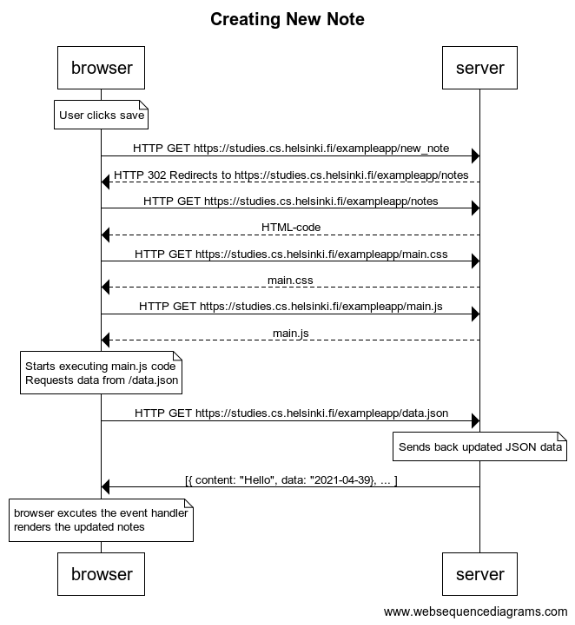 Creating New Note
browser server
User clicks save
HTTP GET https://studies.cs.helsinki.fi/exampleapp/new_note
HTTP 302 Redirects to https://studies.cs.helsinki.fi/exampleapp/notes
HTTP GET https://studies.cs.helsinki.fi/exampleapp/notes
HTML-code
HTTP GET https://studies.cs.helsinki.fi/exampleapp/main.css
main.css
HTTP GET https://studies.cs.helsinki.fi/exampleapp/main.js
main.js
Starts executing main.js code
Requests data from /data.json
HTTP GET https://studies.cs.helsinki.fi/exampleapp/data.json
Sends back updated JSON data
[{ content: "Hello", data: "2021-04-39}, ... ]
browser excutes the event handler
renders the updated notes
browser server
www.websequencediagrams.com